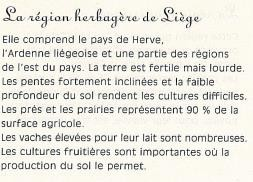 La région herbagère de Liège
Elle comprend le pays de Herve,
l'Ardenne liégeoise et une partie des régions
de l'est du pays. La terre est fertile mais lourde.
Les pentes fortement inclinées et la faible
profondeur du sol rendent les cultures difficiles.
Les prés et les prairies représentent 90 % de la
surface agricole.
Les vaches élevées pour leur lait sont nombreuses.
Les cultures fruitières sont importantes où la
production du sol le permet.